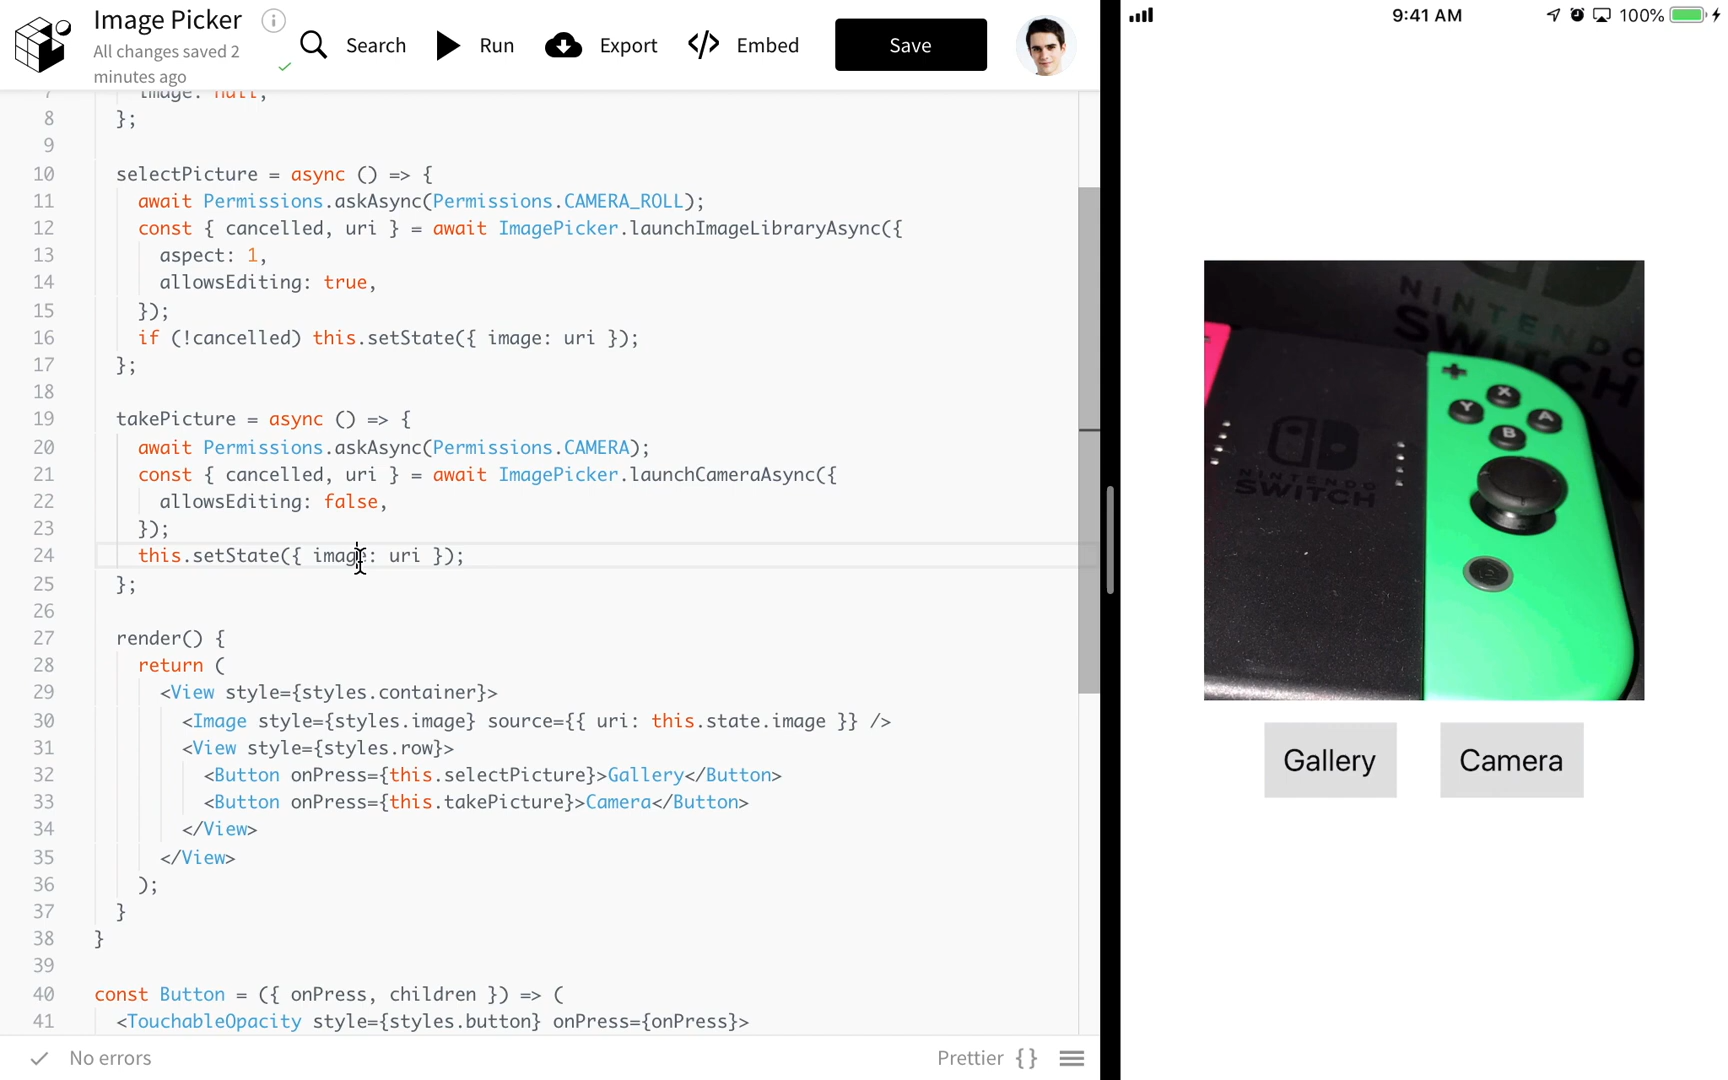 Image Picker
All changes saved 2
minutes ago
Search
Run
Export
Embed
Save
7 image: null,
8 };
9
10 selectPicture = async () => {
11 await Permissions.askAsync(Permissions.CAMERA_ROLL);
12 const { cancelled, uri } = await ImagePicker.launchImageLibraryAsync({
13 aspect: 1,
14 allowsEditing: true,
15 });
16 if (!cancelled) this.setState({ image: uri });
17 };
18
19 takePicture = async () => {
20 await Permissions.askAsync(Permissions.CAMERA);
21 const { cancelled, uri } = await ImagePicker.launchCameraAsync({
22 allowsEditing: false,
23 });
24 this.setState({ image: uri });
25 };
26
27 render() {
28 return (
29 <View style={styles.container}>
30 <Image style={styles.image} source={{ uri: this.state.image }} />
31 <View style={styles.row}>
32 <Button onPress={this.selectPicture}>Gallery</Button>
33 <Button onPress={this.takePicture}>Camera</Button>
34 </View>
35 </View>
36 );
37 }
38 }
39
40 const Button = ({ onPress, children }) => (
41 <TouchableOpacity style={styles.button} onPress={onPress}>
No errors
Prettier {}
9:41 AM
100%
NINTENDO
SWITCH
X
Y
A
B
NINTENDO
SWITCH
Gallery
Camera